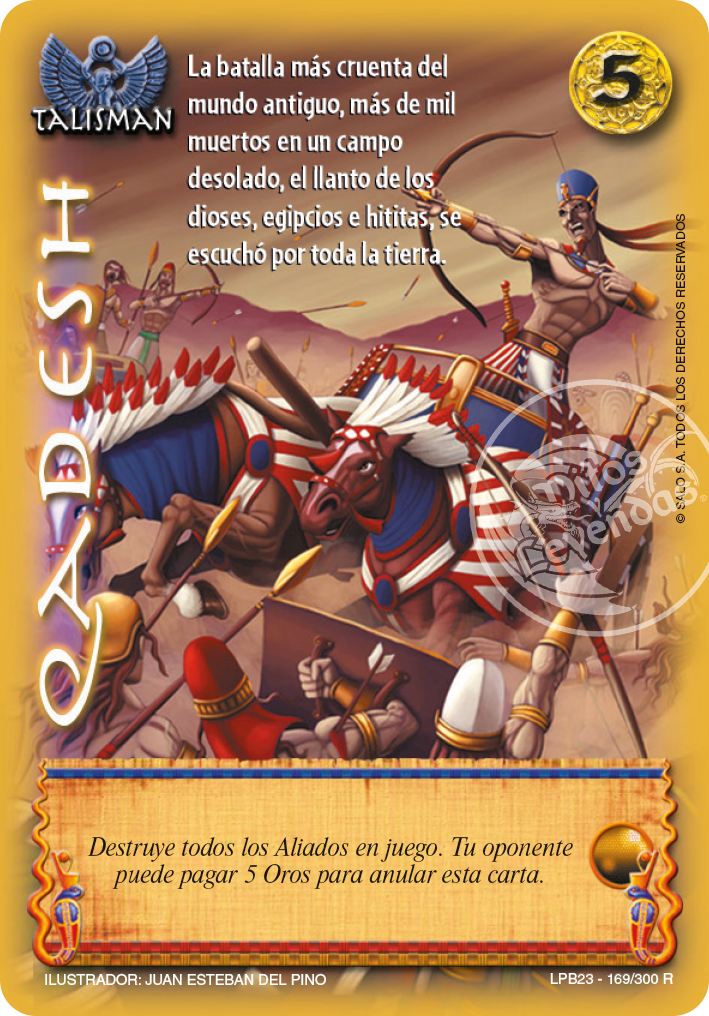 TALISMAN
5
La batalla más cruenta del
mundo antiguo, más de mil
muertos en un campo
desolado, el llanto de los
dioses, egipcios e hititas, se
escuchó por toda la tierra.
QADESH
© SALO S.A. TODOS LOS DERECHOS RESERVADOS
Mitos
Leyendas®
Destruye todos los Aliados en juego. Tu oponente
puede pagar 5 Oros para anular esta carta.
ILUSTRADOR: JUAN ESTEBAN DEL PINO
LPB23 - 169/300 R